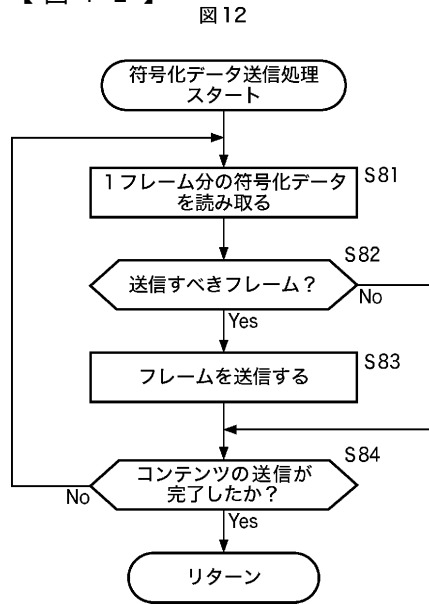 【図12】
図12
符号化データ送信処理
スタート
1フレーム分の符号化データ
を読み取る
S81
S82
送信すべきフレーム？
No
Yes
フレームを送信する
S83
S84
コンテンツの送信が
完了したか？
No
Yes
リターン